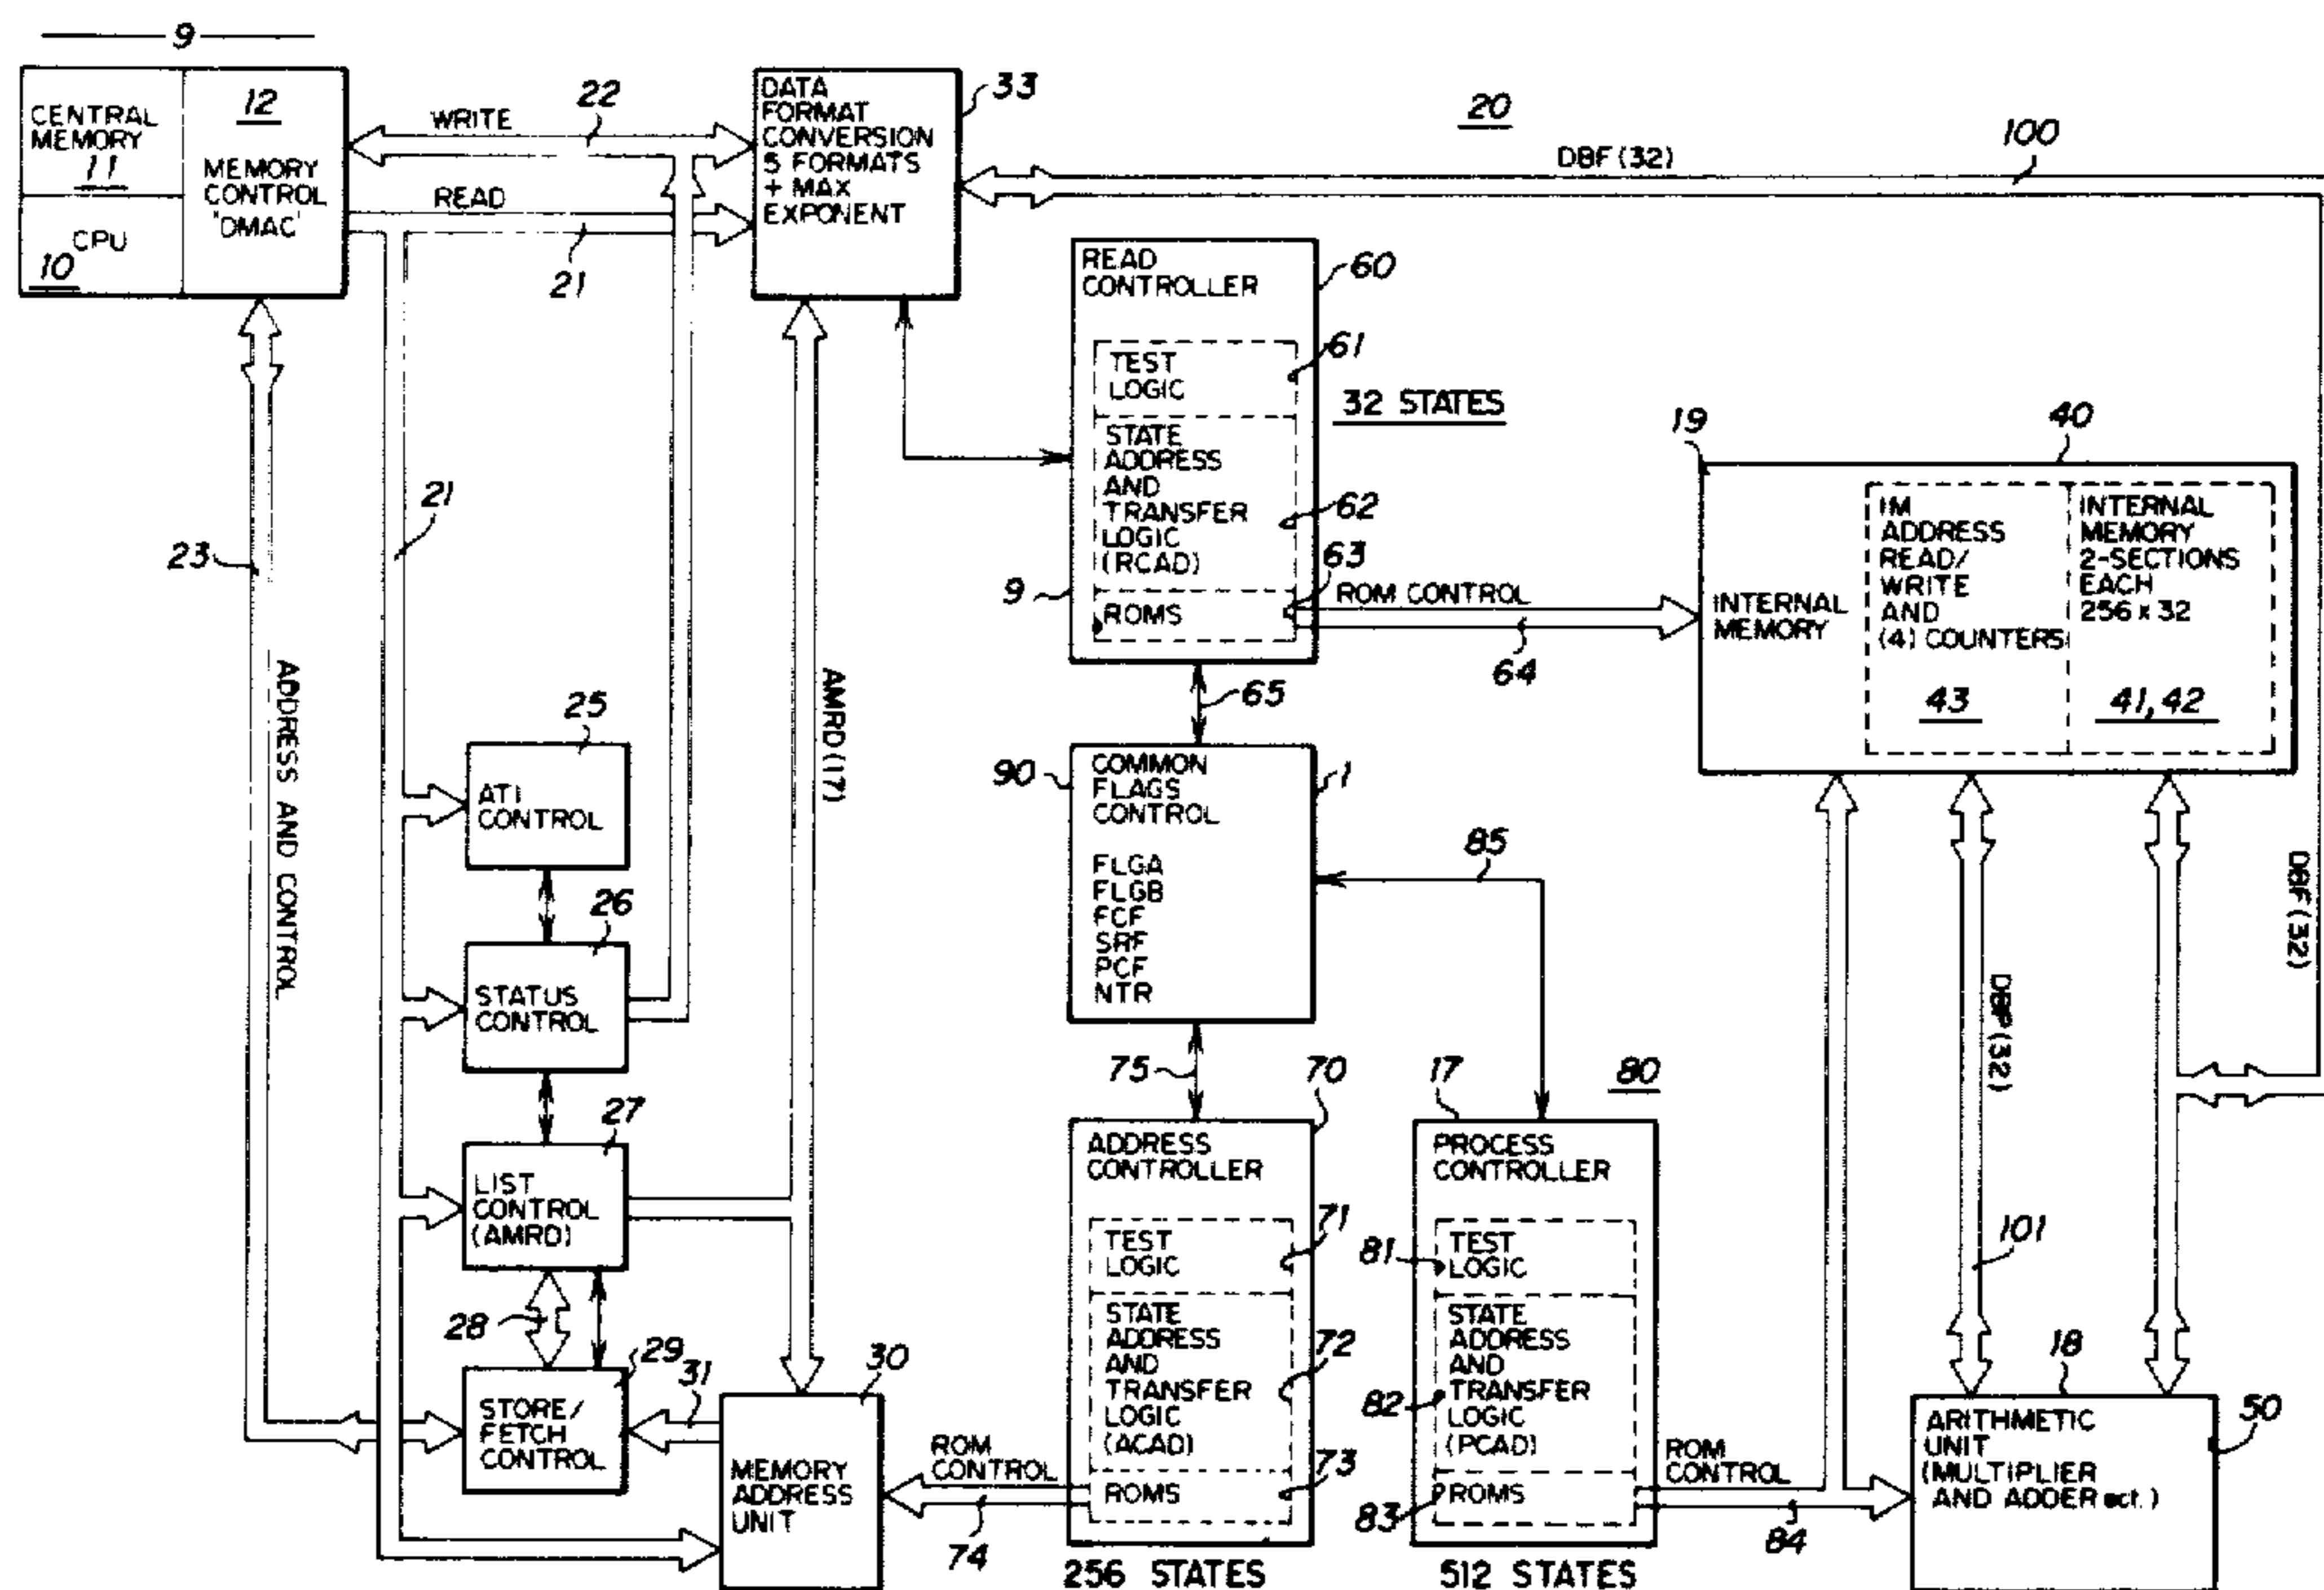 9
CENTRAL
MEMORY
11
12
MEMORY
CONTROL
"DMAC'
CPU
10
WRITE
22
READ
21
DATA
FORMAT
CONVERSION
5 FORMATS
+ MAX
EXPONENT
33
20
DBF (32)
100
READ
CONTROLLER
60
TEST
LOGIC
61
32 STATES
STATE
ADDRESS
AND
TRANSFER
LOGIC
(RCAD)
62
63
9
ROMS
ROM CONTROL
64
65
19
40
INTERNAL
MEMORY
IM
ADDRESS
READ/
WRITE
AND
(4) COUNTERS
43
INTERNAL
MEMORY
2-SECTIONS
EACH
256 x 32
41, 42
23
21
ADDRESS AND CONTROL
AMRD (17)
25
ATI
CONTROL
26
STATUS
CONTROL
27
LIST
CONTROL
(AMRD)
28
29
STORE/
FETCH
CONTROL
31
30
MEMORY
ADDRESS
UNIT
90
1
COMMON
FLAGS
CONTROL
FLGA
FLGB
FCF
SRF
PCF
NTR
85
75
70
ADDRESS
CONTROLLER
TEST
LOGIC
71
STATE
ADDRESS
AND
TRANSFER
LOGIC
(ACAD)
72
ROMS
73
ROM
CONTROL
74
256 STATES
17
80
PROCESS
CONTROLLER
81
TEST
LOGIC
STATE
ADDRESS
AND
TRANSFER
LOGIC
(PCAD)
82
83
ROMS
ROM
CONTROL
84
512 STATES
DBP (32)
DBF (32)
101
18
50
ARITHMETIC
UNIT
(MULTIPLIER
AND ADDER ect.)